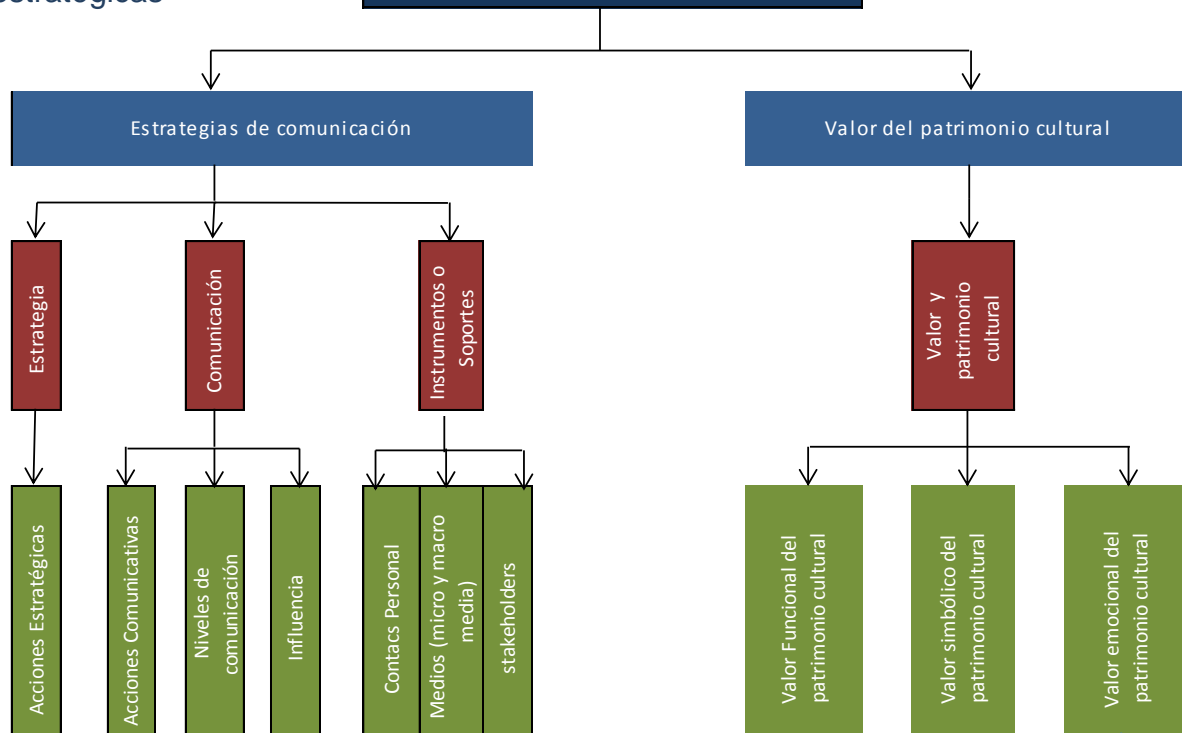 estratégicas
Estrategias de comunicación
Valor del patrimonio cultural
Estrategia
Comunicación
Instrumentos o
Soportes
Valor y
patrimonio
cultural
Acciones Estratégicas
Acciones Comunicativas
Niveles de
comunicación
Influencia
Contacs Personal
Medios (micro y macro
media)
stakeholders
Valor Funcional del
patrimonio cultural
Valor simbólico del
patrimonio cultural
Valor emocional del
patrimonio cultural